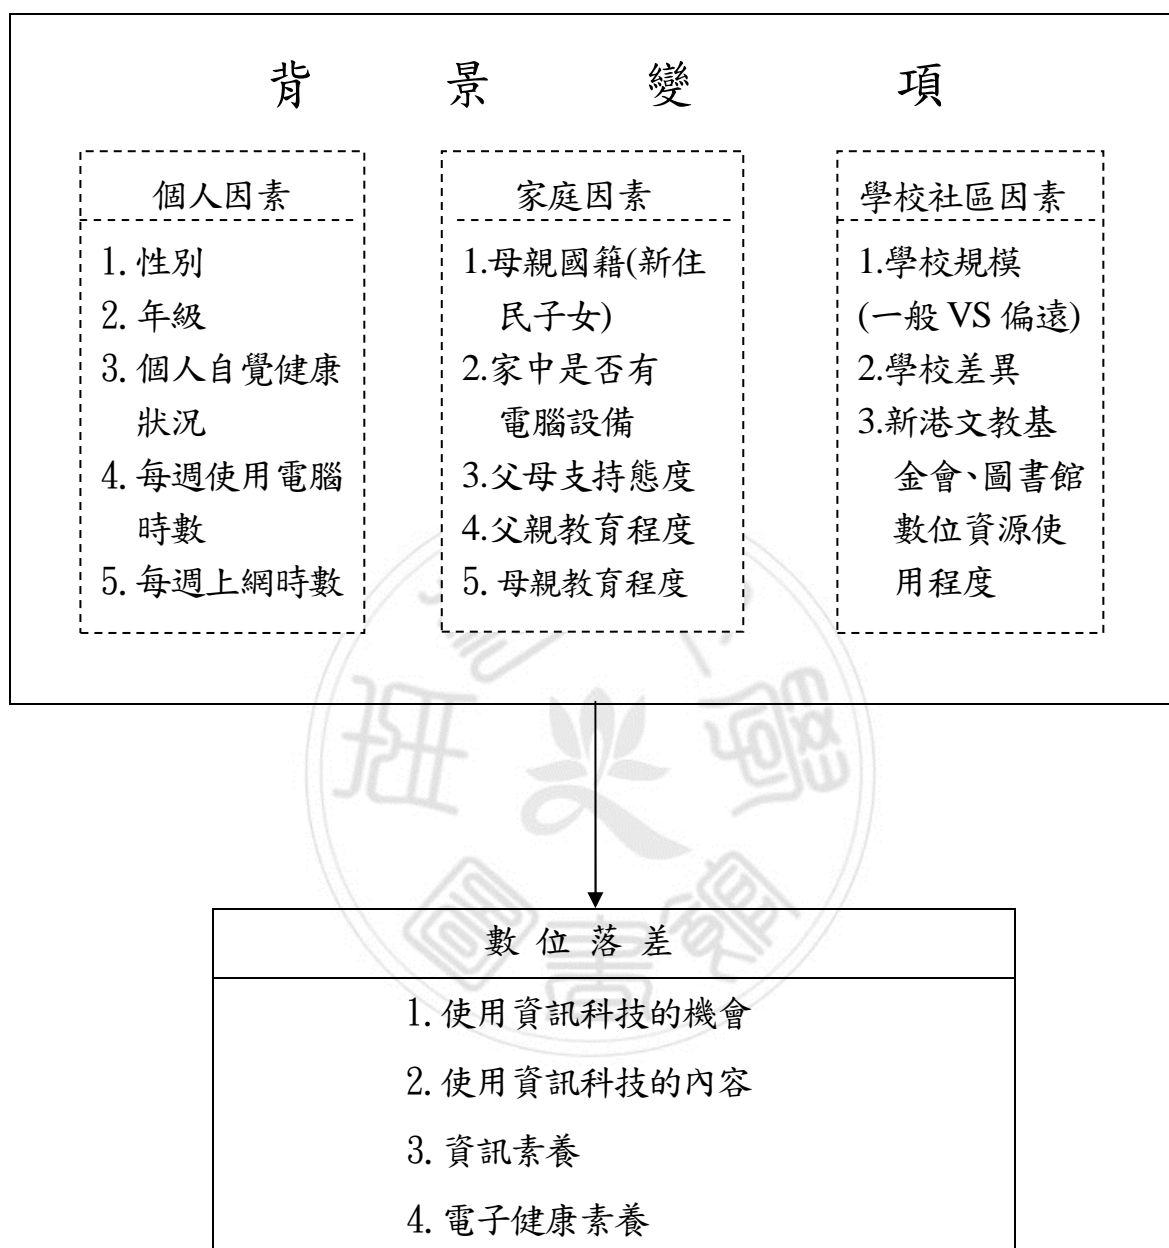 背 景 變 項
個人因素
1. 性別
2. 年級
3. 個人自覺健康
狀況
4. 每週使用電腦
時數
5. 每週上網時數
家庭因素
1.母親國籍(新住
民子女)
2.家中是否有
電腦設備
3.父母支持態度
4.父親教育程度
5. 母親教育程度
學校社區因素
1.學校規模
(一般 VS 偏遠)
2.學校差異
3.新港文教基
金會、圖書館
數位資源使
用程度
數 位 落 差
1. 使用資訊科技的機會
2. 使用資訊科技的內容
3. 資訊素養
4. 電子健康素養